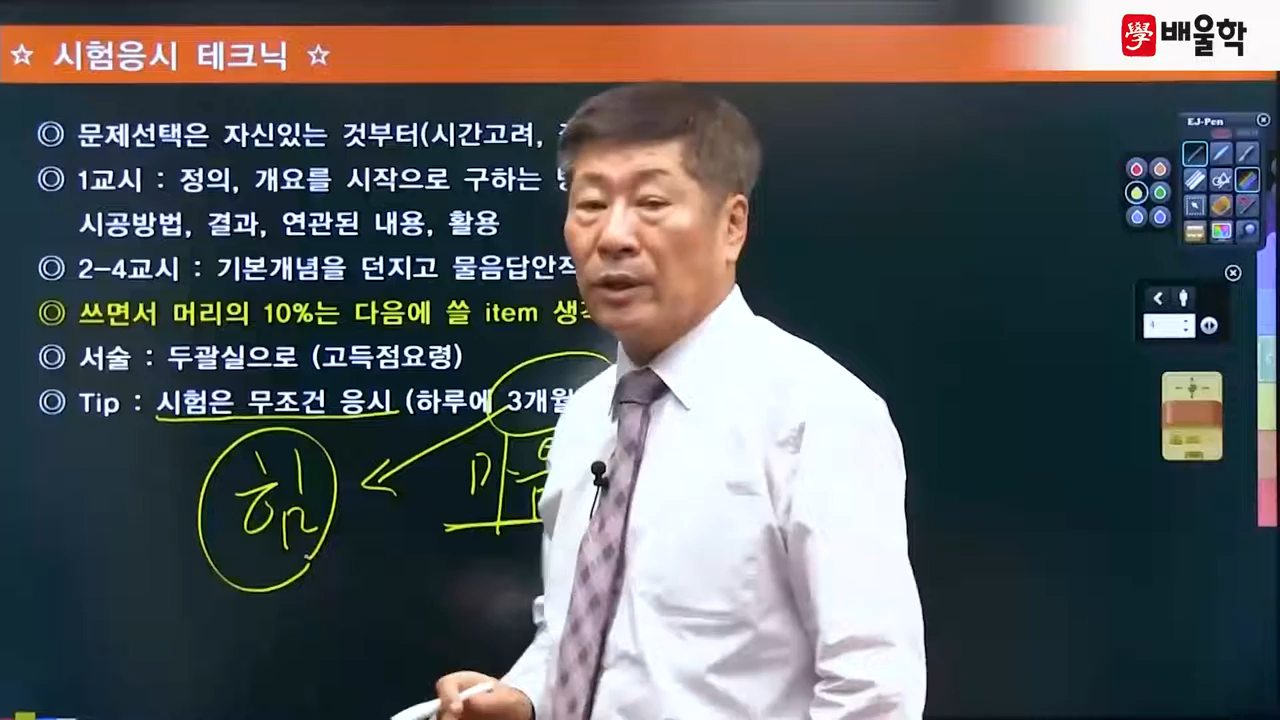 學 배울학
☆ 시험응시 테크닉 ☆
EJ-Pen
◎ 문제선택은 자신있는 것부터(시간고려,
◎ 1교시 : 정의, 개요를 시작으로 구하는
시공방법, 결과, 연관된 내용, 활용
◎ 2-4교시 : 기본개념을 던지고 물음답안
◎ 쓰면서 머리의 10%는 다음에 쓸 item
◎ 서술 : 두괄실으로 (고득점요령)
◎ Tip : 시험은 무조건 응시 (하루에 3개월
힘 마음
4